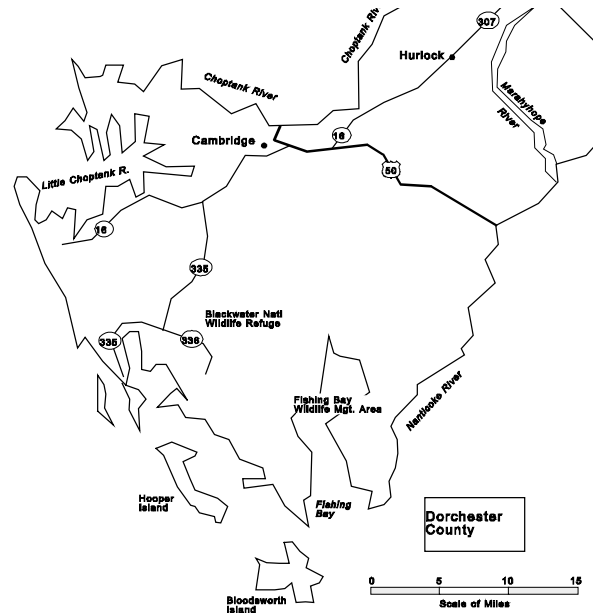 307
Choptank Riv
Hurlock
Choptank River
Marshyhope
River
16
Cambridge
50
Little Choptank R.
16
335
Blackwater Natl
Wildlife Refuge
335
336
Fishing Bay
Wildlife Mgt. Area
Nanticoke River
Hooper
Island
Fishing
Bay
Dorchester
County
Bloodsworth
Island
0 5 10 15
Scale of Miles